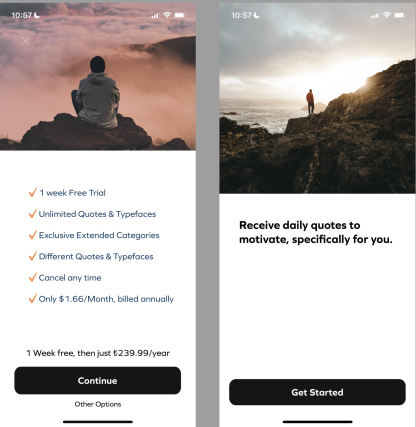 10:57
1 week Free Trial
Unlimited Quotes & Typefaces
Exclusive Extended Categories
Different Quotes & Typefaces
Cancel any time
Only $1.66/Month, billed annually
1 Week free, then just ₺239.99/year
Continue
Other Options
10:57
Receive daily quotes to
motivate, specifically for you.
Get Started